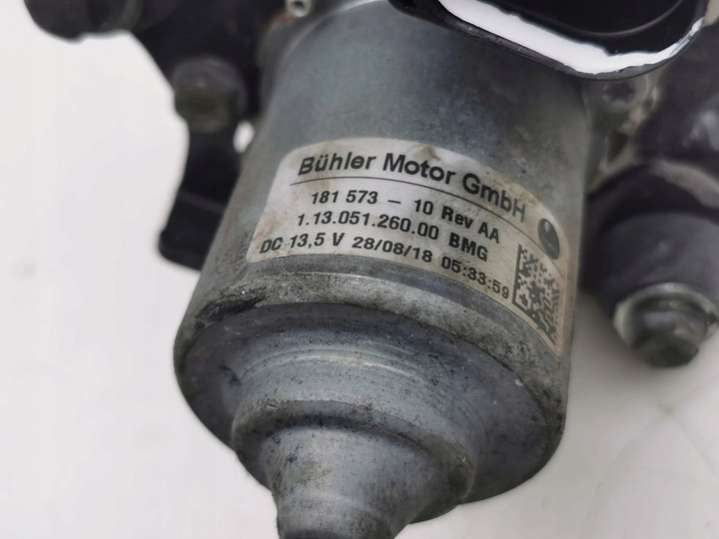 Bühler Motor GmbH
181 573 - 10 Rev AA
1.13.051.260.00 BMG
DC 13,5 V 28/08/18 05:33:59